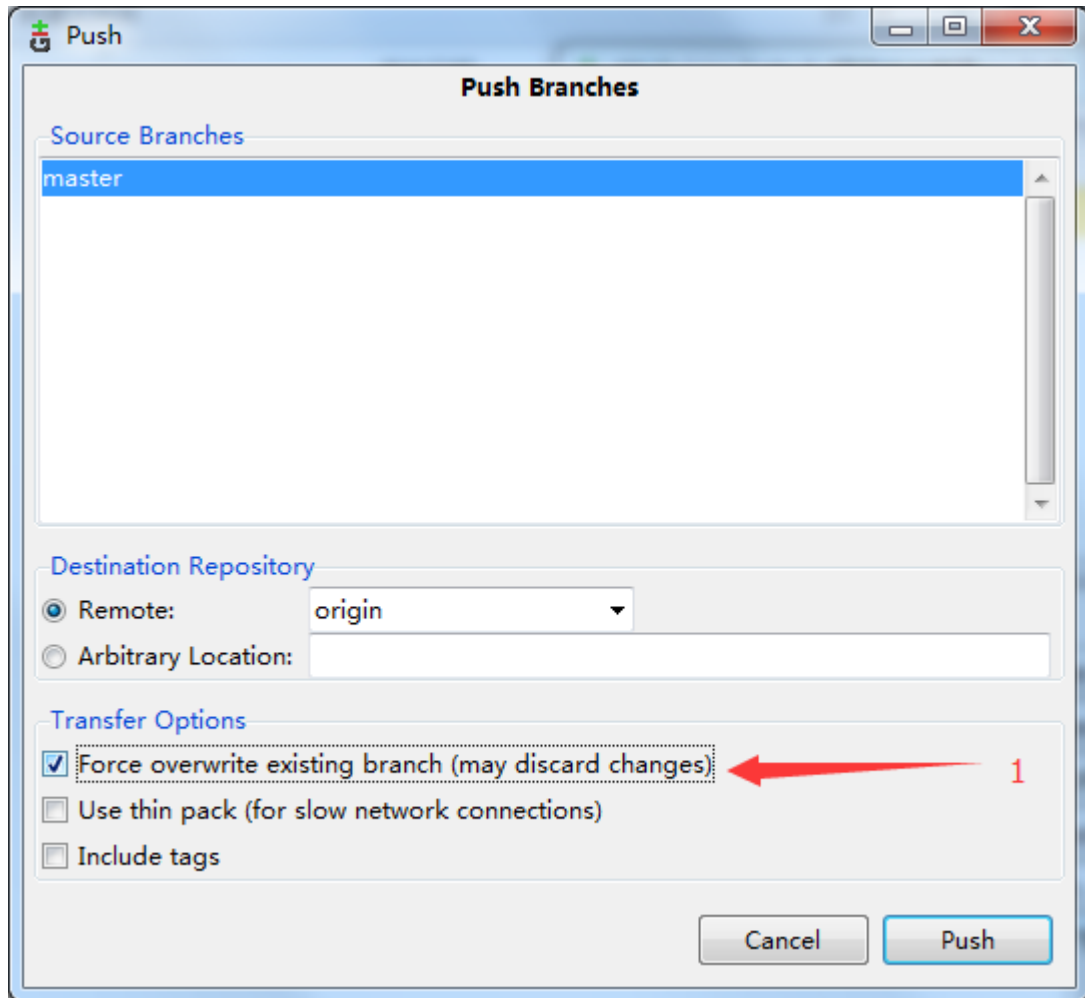 Push
Push Branches
Source Branches
master
Destination Repository
Remote: origin
Arbitrary Location:
Transfer Options
Force overwrite existing branch (may discard changes) 1
Use thin pack (for slow network connections)
Include tags
Cancel Push